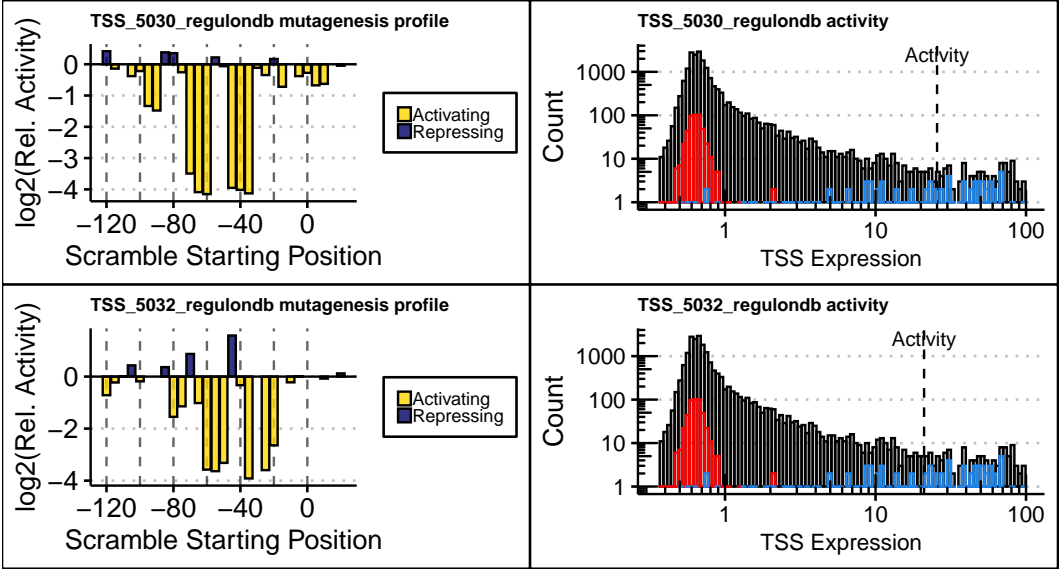 TSS_5030_regulondb mutagenesis profile
log2(Rel. Activity)
0
−1
−2
−3
−4
−120
−80
−40
0
Scramble Starting Position
Activating
Repressing
TSS_5030_regulondb activity
Activity
Count
1000
100
10
1
1
10
100
TSS Expression
TSS_5032_regulondb mutagenesis profile
log2(Rel. Activity)
0
−2
−4
−120
−80
−40
0
Scramble Starting Position
Activating
Repressing
TSS_5032_regulondb activity
Activity
Count
1000
100
10
1
1
10
100
TSS Expression